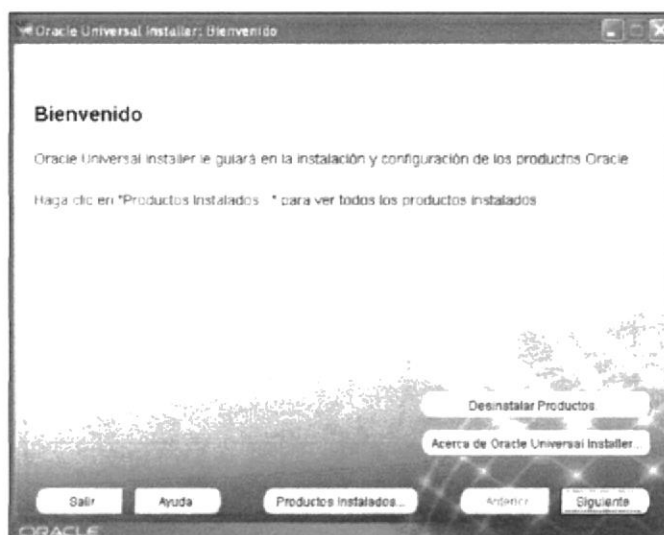 Oracle Universal Installer: Bienvenido
Bienvenido
Oracle Universal Installer le guiará en la instalación y configuración de los productos Oracle
Haga clic en "Productos Instalados..." para ver todos los productos instalados
Desinstalar Productos
Acerca de Oracle Universal Installer...
Salir Ayuda Productos Instalados... Anterior Siguiente
ORACLE